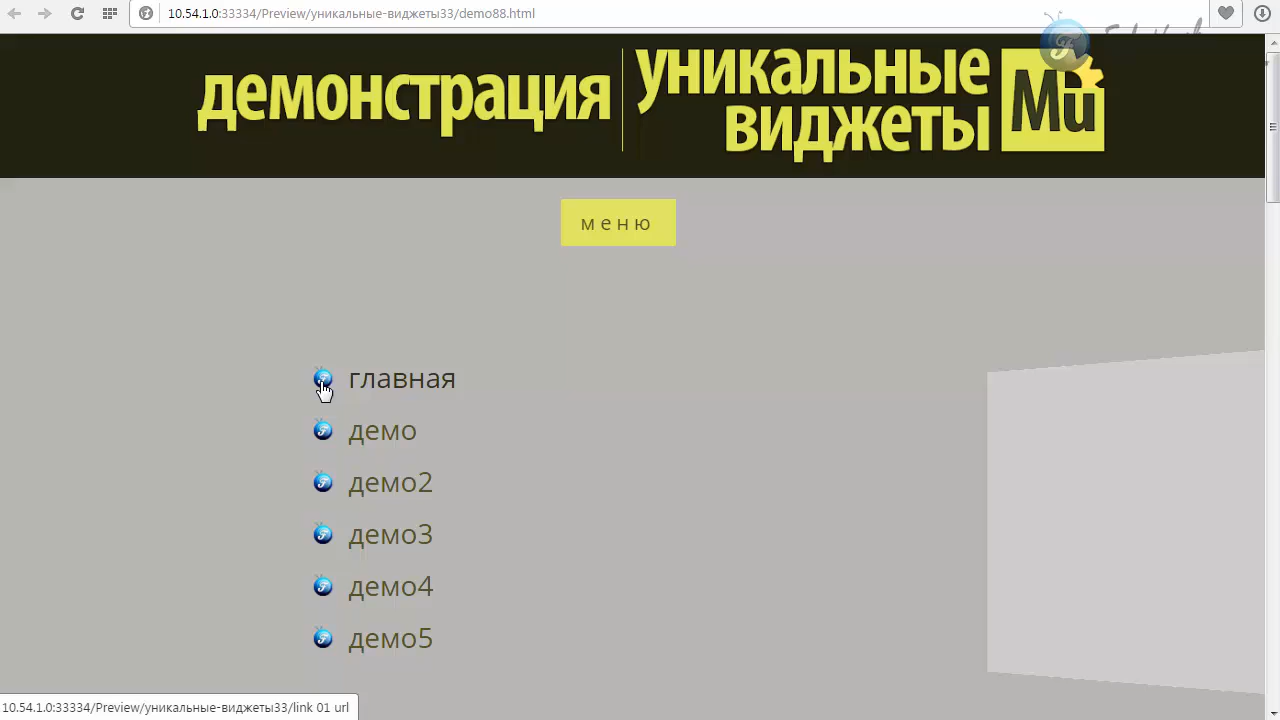 10.54.1.0:33334/Preview/уникальные-виджеты33/demo88.html
демонстрация
уникальные
виджеты
Mu
меню
главная
демо
демо2
демо3
демо4
демо5
10.54.1.0:33334/Preview/уникальные-виджеты33/link 01 url